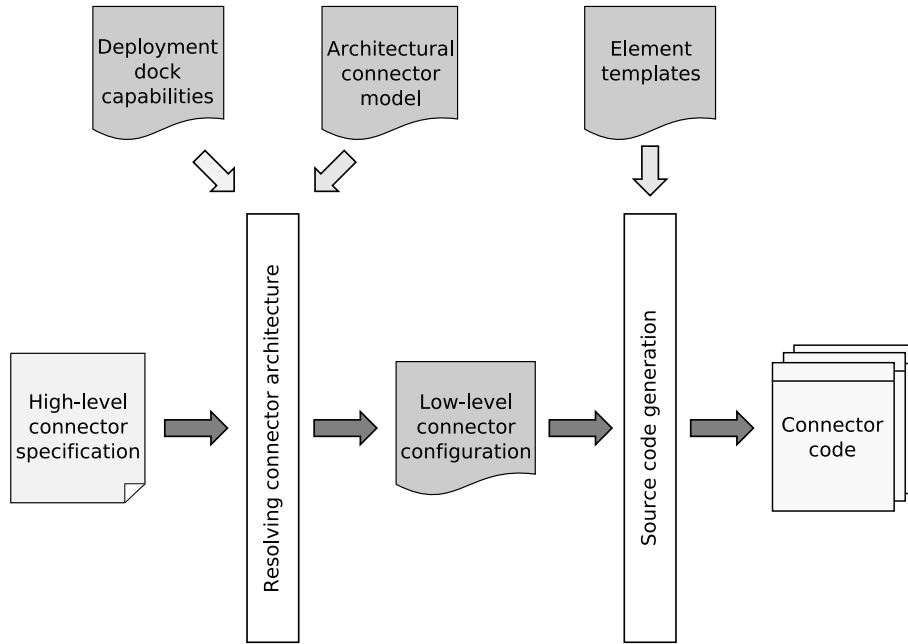 Deployment
dock
capabilities
Architectural
connector
model
Element
templates
High-level
connector
specification
Resolving connector architecture
Low-level
connector
configuration
Source code generation
Connector
code